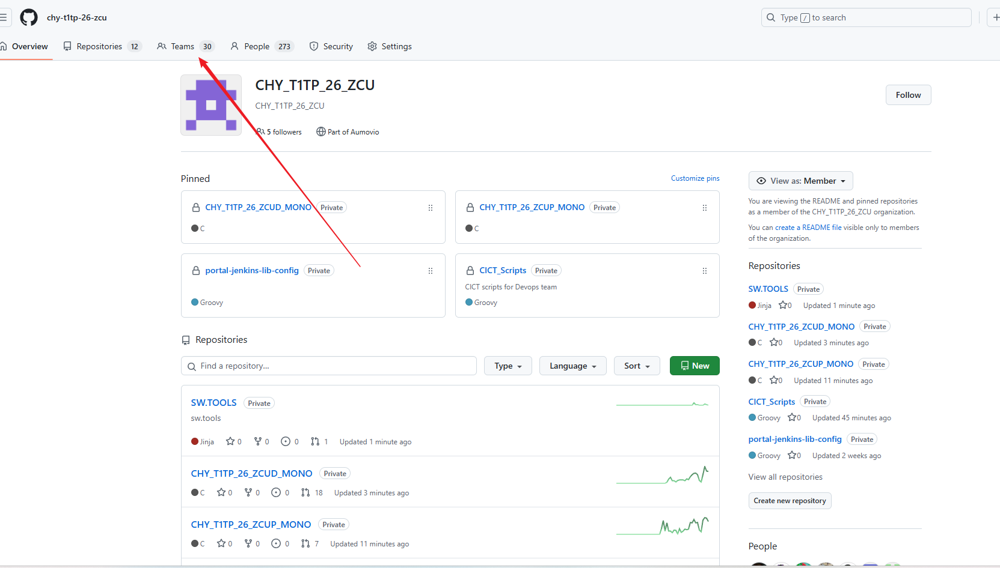 chy-t1tp-26-zcu
Type / to search
Overview
Repositories 12
Teams 30
People 273
Security
Settings
CHY_T1TP_26_ZCU
CHY_T1TP_26_ZCU
5 followers
Part of Aumovio
Follow
Pinned
Customize pins
CHY_T1TP_26_ZCUD_MONO Private
C
CHY_T1TP_26_ZCUP_MONO Private
C
portal-jenkins-lib-config Private
Groovy
CICT_Scripts Private
CICT scripts for Devops team
Groovy
Repositories
Find a repository...
Type
Language
Sort
New
SW.TOOLS Private
sw.tools
Jinja 0 0 0 1 Updated 1 minute ago
CHY_T1TP_26_ZCUD_MONO Private
C 0 0 0 18 Updated 3 minutes ago
CHY_T1TP_26_ZCUP_MONO Private
C 0 0 0 7 Updated 11 minutes ago
View as: Member
You are viewing the README and pinned repositories
as a member of the CHY_T1TP_26_ZCU organization.
You can create a README file visible only to members
of the organization.
Repositories
SW.TOOLS Private
Jinja 0 Updated 1 minute ago
CHY_T1TP_26_ZCUD_MONO Private
C 0 Updated 3 minutes ago
CHY_T1TP_26_ZCUP_MONO Private
C 0 Updated 11 minutes ago
CICT_Scripts Private
Groovy 0 Updated 45 minutes ago
portal-jenkins-lib-config Private
Groovy 0 Updated 2 weeks ago
View all repositories
Create new repository
People